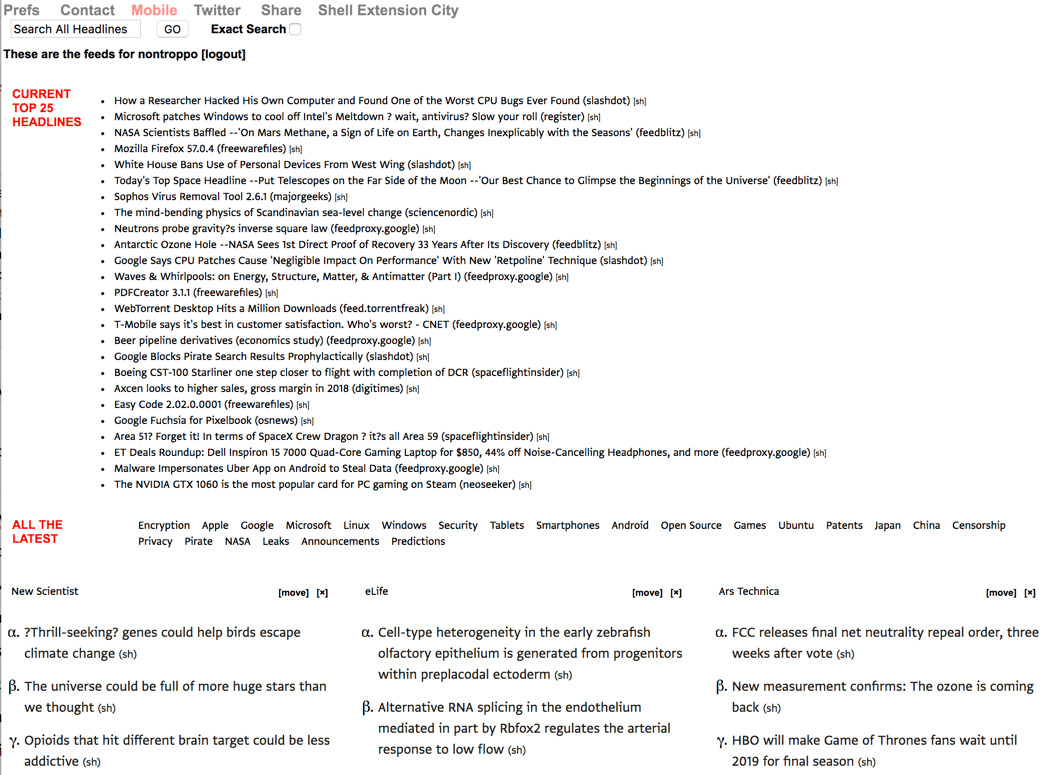 Prefs Contact Mobile Twitter Share Shell Extension City
Search All Headlines GO Exact Search
These are the feeds for nontroppo [logout]
CURRENT
TOP 25
HEADLINES
• How a Researcher Hacked His Own Computer and Found One of the Worst CPU Bugs Ever Found (slashdot) [sh]
• Microsoft patches Windows to cool off Intel's Meltdown ? wait, antivirus? Slow your roll (register) [sh]
• NASA Scientists Baffled --'On Mars Methane, a Sign of Life on Earth, Changes Inexplicably with the Seasons' (feedblitz) [sh]
• Mozilla Firefox 57.0.4 (freewarefiles) [sh]
• White House Bans Use of Personal Devices From West Wing (slashdot) [sh]
• Today's Top Space Headline --Put Telescopes on the Far Side of the Moon --'Our Best Chance to Glimpse the Beginnings of the Universe' (feedblitz) [sh]
• Sophos Virus Removal Tool 2.6.1 (majorgeeks) [sh]
• The mind-bending physics of Scandinavian sea-level change (sciencenordic) [sh]
• Neutrons probe gravity?s inverse square law (feedproxy.google) [sh]
• Antarctic Ozone Hole --NASA Sees 1st Direct Proof of Recovery 33 Years After Its Discovery (feedblitz) [sh]
• Google Says CPU Patches Cause 'Negligible Impact On Performance' With New 'Retpoline' Technique (slashdot) [sh]
• Waves & Whirlpools: on Energy, Structure, Matter, & Antimatter (Part I) (feedproxy.google) [sh]
• PDFCreator 3.1.1 (freewarefiles) [sh]
• WebTorrent Desktop Hits a Million Downloads (feed.torrentfreak) [sh]
• T-Mobile says it's best in customer satisfaction. Who's worst? - CNET (feedproxy.google) [sh]
• Beer pipeline derivatives (economics study) (feedproxy.google) [sh]
• Google Blocks Pirate Search Results Prophylactically (slashdot) [sh]
• Boeing CST-100 Starliner one step closer to flight with completion of DCR (spaceflightinsider) [sh]
• Axcen looks to higher sales, gross margin in 2018 (digitimes) [sh]
• Easy Code 2.02.0.0001 (freewarefiles) [sh]
• Google Fuchsia for Pixelbook (osnews) [sh]
• Area 51? Forget it! In terms of SpaceX Crew Dragon ? it?s all Area 59 (spaceflightinsider) [sh]
• ET Deals Roundup: Dell Inspiron 15 7000 Quad-Core Gaming Laptop for $850, 44% off Noise-Cancelling Headphones, and more (feedproxy.google) [sh]
• Malware Impersonates Uber App on Android to Steal Data (feedproxy.google) [sh]
• The NVIDIA GTX 1060 is the most popular card for PC gaming on Steam (neoseeker) [sh]
ALL THE
LATEST
Encryption Apple Google Microsoft Linux Windows Security Tablets Smartphones Android Open Source Games Ubuntu Patents Japan China Censorship
Privacy Pirate NASA Leaks Announcements Predictions
New Scientist [move] [×]
α. ?Thrill-seeking? genes could help birds escape
climate change (sh)
β. The universe could be full of more huge stars than
we thought (sh)
γ. Opioids that hit different brain target could be less
addictive (sh)
eLife [move] [×]
α. Cell-type heterogeneity in the early zebrafish
olfactory epithelium is generated from progenitors
within preplacodal ectoderm (sh)
β. Alternative RNA splicing in the endothelium
mediated in part by Rbfox2 regulates the arterial
response to low flow (sh)
Ars Technica [move] [×]
α. FCC releases final net neutrality repeal order, three
weeks after vote (sh)
β. New measurement confirms: The ozone is coming
back (sh)
γ. HBO will make Game of Thrones fans wait until
2019 for final season (sh)